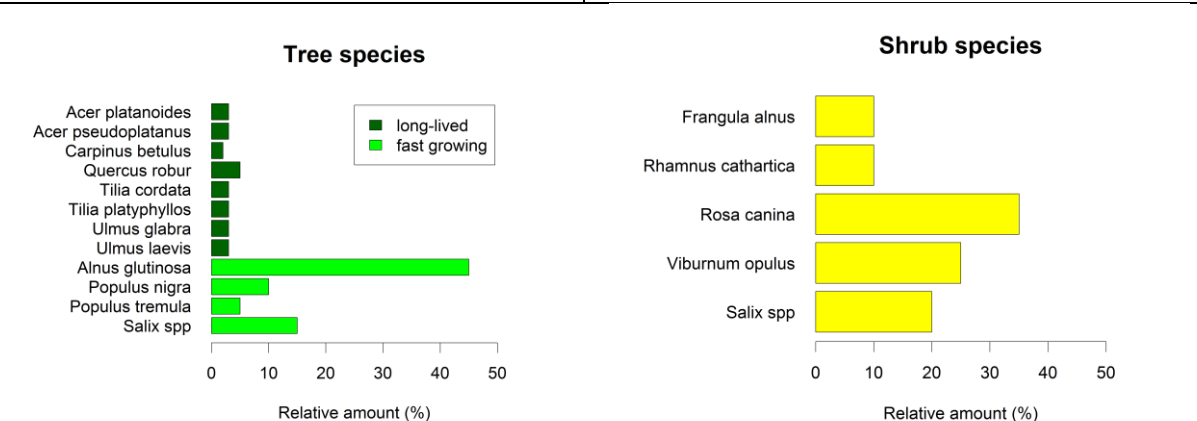 Tree species
long-lived
fast growing
Acer platanoides
Acer pseudoplatanus
Carpinus betulus
Quercus robur
Tilia cordata
Tilia platyphyllos
Ulmus glabra
Ulmus laevis
Alnus glutinosa
Populus nigra
Populus tremula
Salix spp
0 10 20 30 40 50
Relative amount (%)
Shrub species
Frangula alnus
Rhamnus cathartica
Rosa canina
Viburnum opulus
Salix spp
0 10 20 30 40 50
Relative amount (%)